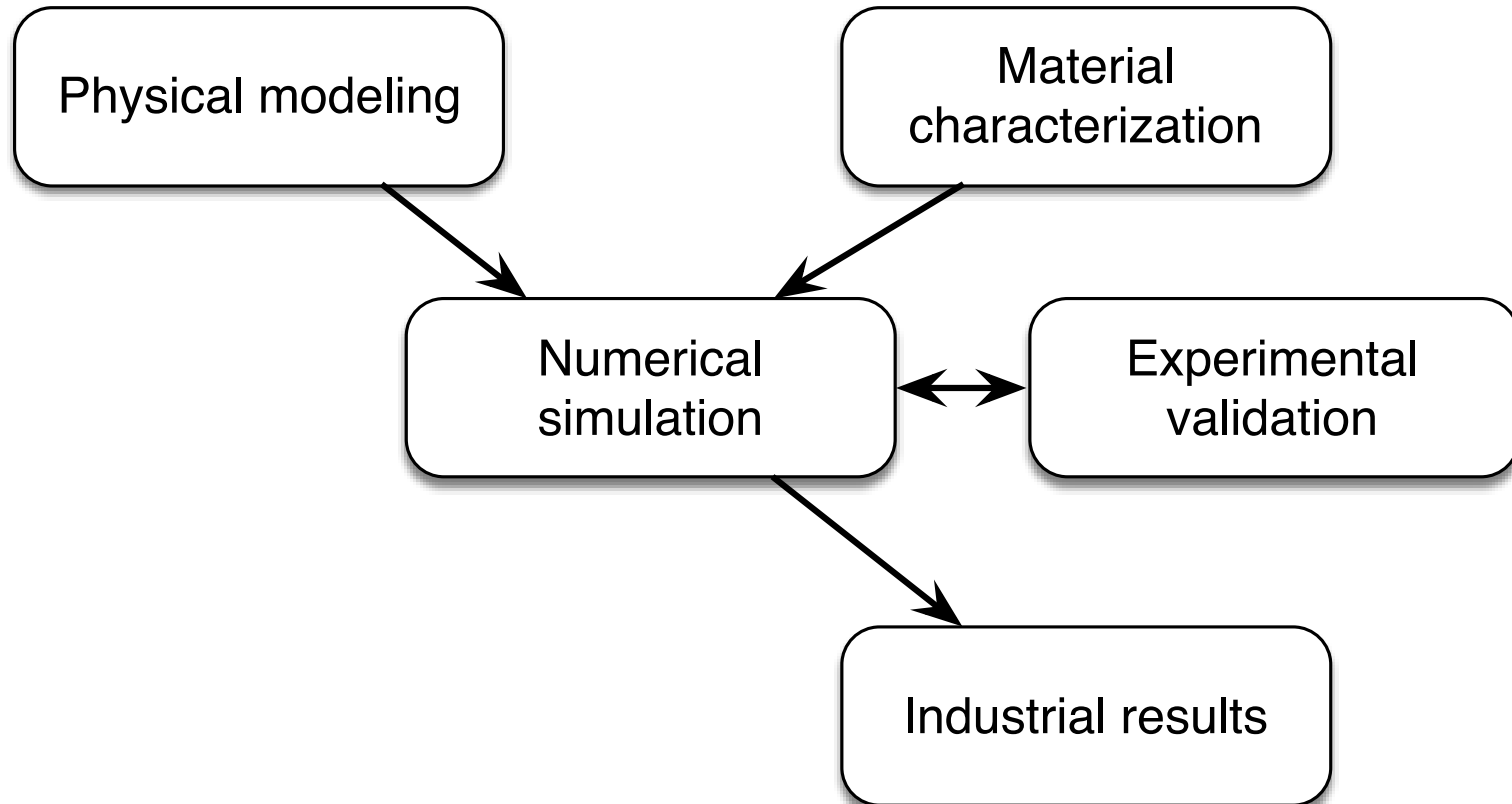 Physical modeling
Material
characterization
Numerical
simulation
Experimental
validation
Industrial results